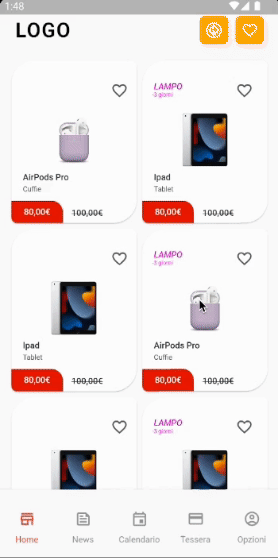 1:48
LOGO
AirPods Pro
Cuffie
80,00€ 100,00€
LAMPO
-3 giorni
Ipad
Tablet
80,00€ 100,00€
Ipad
Tablet
80,00€ 100,00€
LAMPO
-3 giorni
AirPods Pro
Cuffie
80,00€ 100,00€
LAMPO
-3 giorni
Home News Calendario Tessera Opzioni